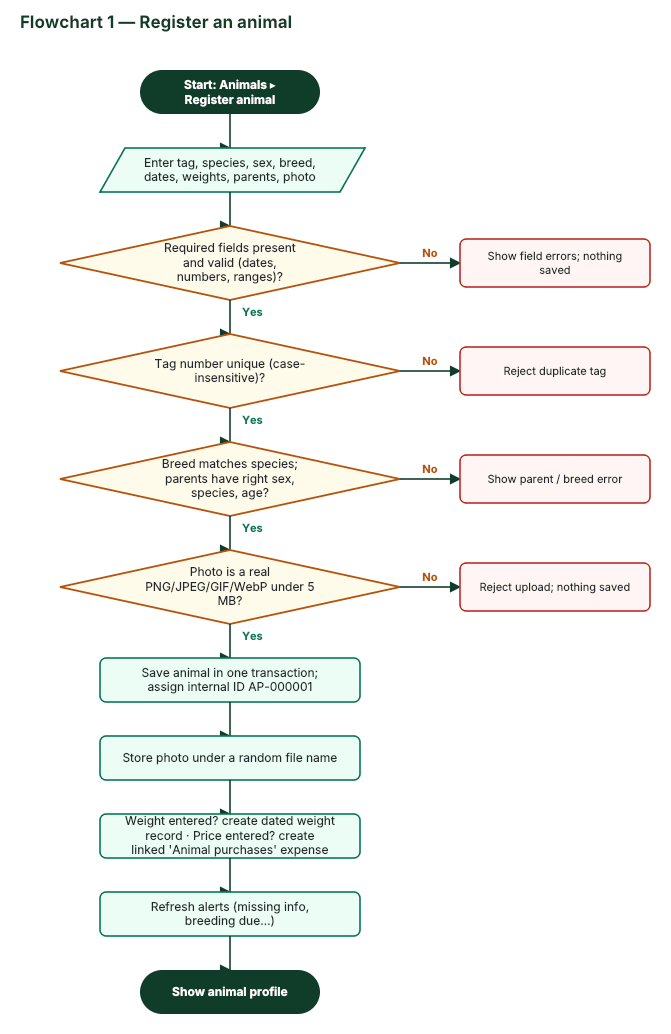 Flowchart 1 — Register an animal
Start: Animals ▸
Register animal
Enter tag, species, sex, breed,
dates, weights, parents, photo
Required fields present
and valid (dates,
numbers, ranges)?
No
Show field errors; nothing
saved
Yes
Tag number unique (case-
insensitive)?
No
Reject duplicate tag
Yes
Breed matches species;
parents have right sex,
species, age?
No
Show parent / breed error
Yes
Photo is a real
PNG/JPEG/GIF/WebP under 5
MB?
No
Reject upload; nothing saved
Yes
Save animal in one transaction;
assign internal ID AP-000001
Store photo under a random file name
Weight entered? create dated weight
record · Price entered? create
linked 'Animal purchases' expense
Refresh alerts (missing info,
breeding due...)
Show animal profile